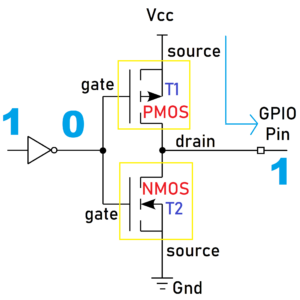 Vcc
source
gate
T1
PMOS
1
0
GPIO
Pin
drain
1
NMOS
T2
gate
source
Gnd